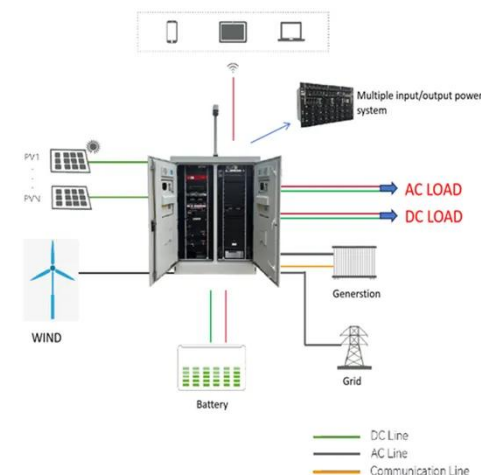 Multiple input/output power
system
PV1
PVN
AC LOAD
DC LOAD
WIND
Generstion
Grid
Battery
DC Line
AC Line
Communication Line